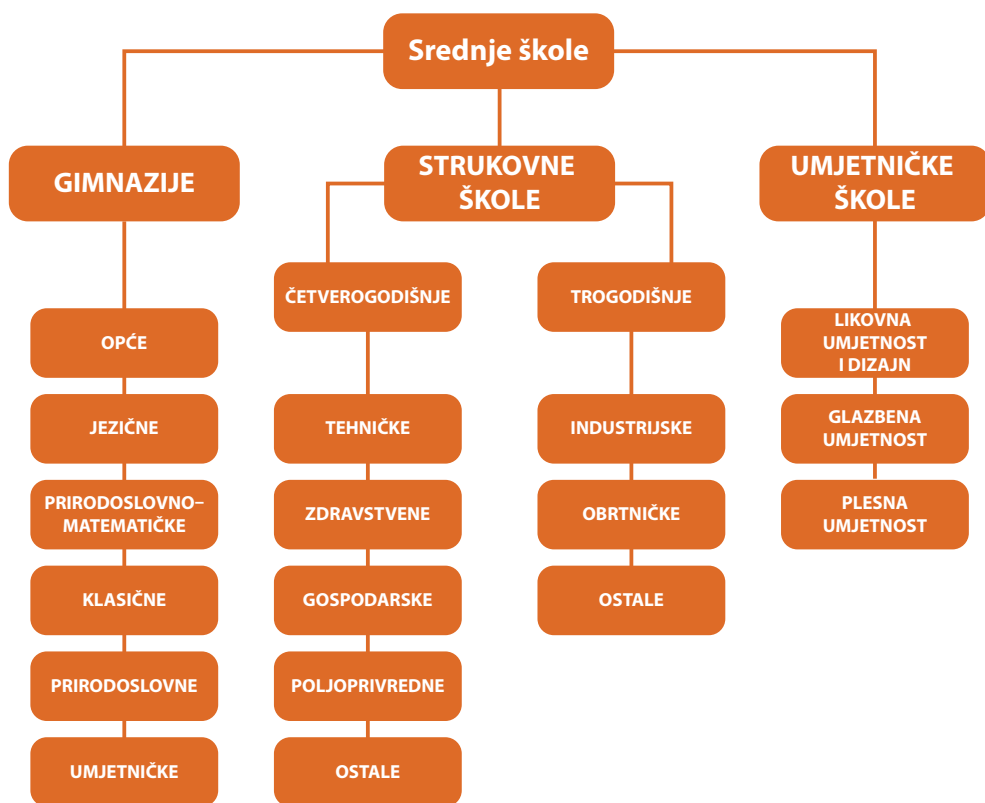 Srednje škole
GIMNAZIJE
OPĆE
JEZIČNE
PRIRODOSLOVNO–
MATEMATIČKE
KLASIČNE
PRIRODOSLOVNE
UMJETNIČKE
STRUKOVNE
ŠKOLE
ČETVEROGODIŠNJE
TEHNIČKE
ZDRAVSTVENE
GOSPODARSKE
POLJOPRIVREDNE
OSTALE
TROGODIŠNJE
INDUSTRIJSKE
OBRTNIČKE
OSTALE
UMJETNIČKE
ŠKOLE
LIKOVNA
UMJETNOST
I DIZAJN
GLAZBENA
UMJETNOST
PLESNA
UMJETNOST